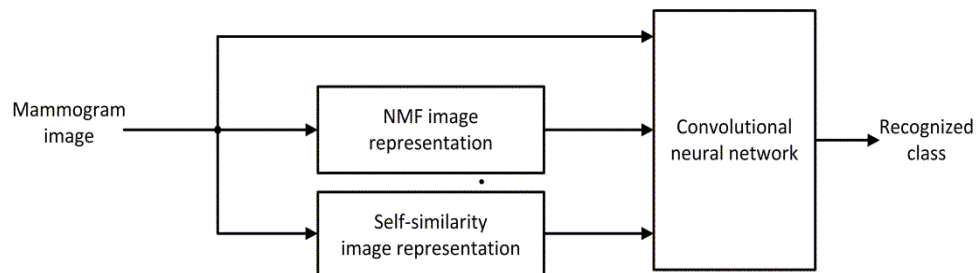 Mammogram
image
NMF image
representation
Self-similarity
image representation
Convolutional
neural network
Recognized
class